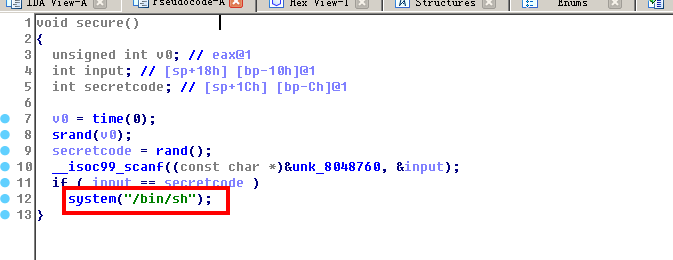 IDA View-A Pseudocode-A Hex View-1 Structures Enums
1 void secure()
2 {
3 unsigned int v0; // eax@1
4 int input; // [sp+18h] [bp-10h]@1
5 int secretcode; // [sp+1Ch] [bp-Ch]@1
6
7 v0 = time(0);
8 srand(v0);
9 secretcode = rand();
10 __isoc99_scanf((const char *)&unk_8048760, &input);
11 if ( input == secretcode )
12 system("/bin/sh");
13 }